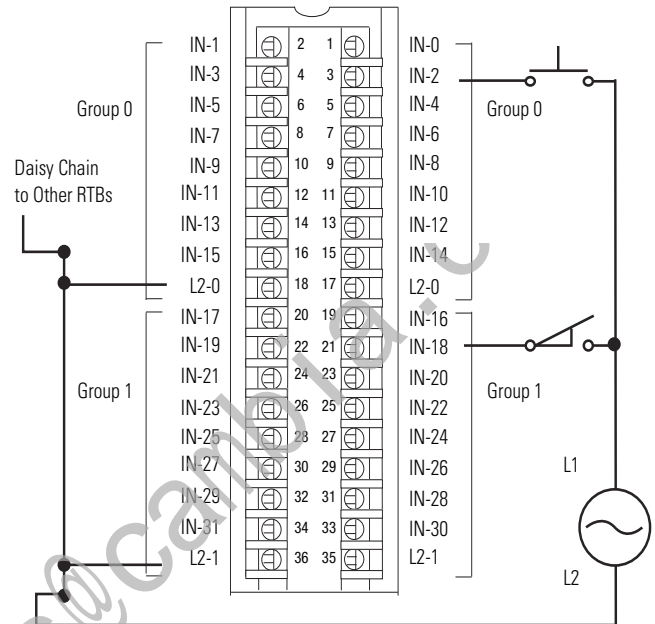 IN-1 2 1 IN-0
IN-3 4 3 IN-2
Group 0 IN-5 6 5 IN-4 Group 0
IN-7 8 7 IN-6
IN-9 10 9 IN-8
Daisy Chain
to Other RTBs
IN-11 12 11 IN-10
IN-13 14 13 IN-12
IN-15 16 15 IN-14
L2-0 18 17 L2-0
IN-17 20 19 IN-16
IN-19 22 21 IN-18
IN-21 24 23 IN-20
Group 1 IN-23 26 25 IN-22 Group 1
IN-25 28 27 IN-24
IN-27 30 29 IN-26
L1
IN-29 32 31 IN-28
IN-31 34 33 IN-30
L2-1 36 35 L2-1
L2
@cambia.